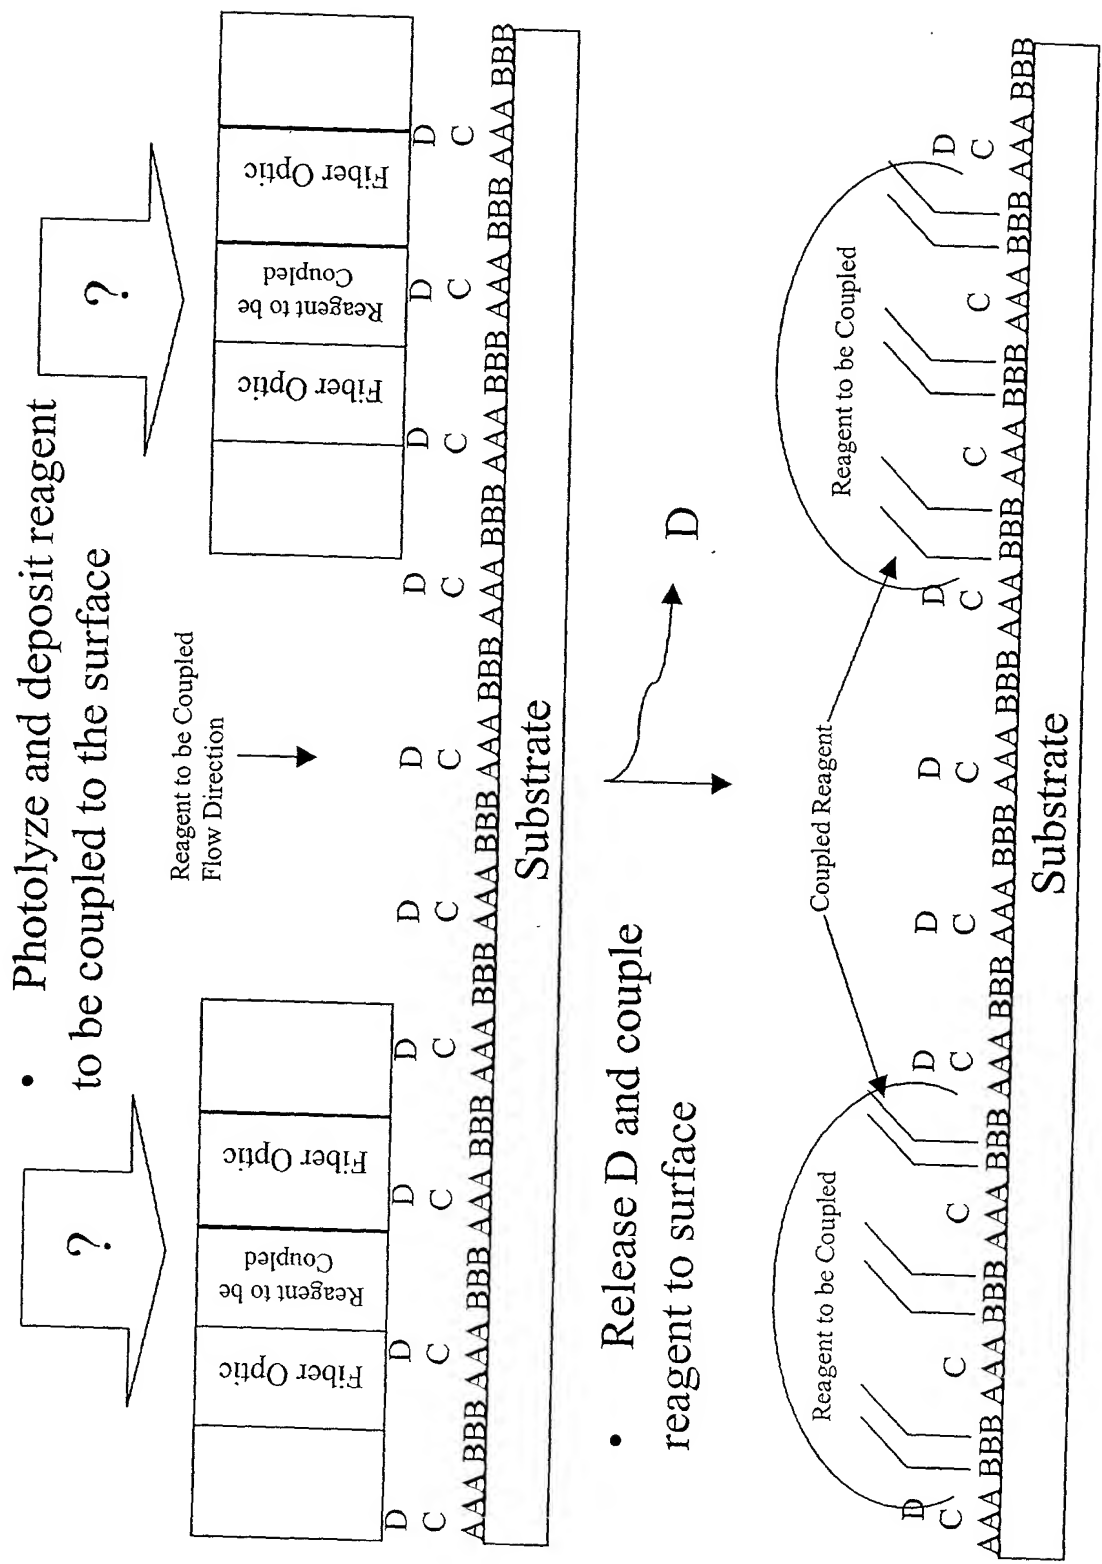 • Photolyze and deposit reagent
to be coupled to the surface
?
?
Reagent to be Coupled
Flow Direction
Fiber Optic
Reagent to be
Coupled
Fiber Optic
Fiber Optic
Reagent to be
Coupled
Fiber Optic
D D D D D D D D D D
C C C C C C C C C C
AAA BBB AAA BBB AAA BBB AAA BBB AAA BBB AAA BBB AAA BBB AAA BBB AAA BBB AAA BBB
Substrate
• Release D and couple
reagent to surface
D
Coupled Reagent
Reagent to be Coupled
Reagent to be Coupled
D D D D D D
C C C C C C C C C C
AAA BBB AAA BBB AAA BBB AAA BBB AAA BBB AAA BBB AAA BBB AAA BBB AAA BBB AAA BBB
Substrate